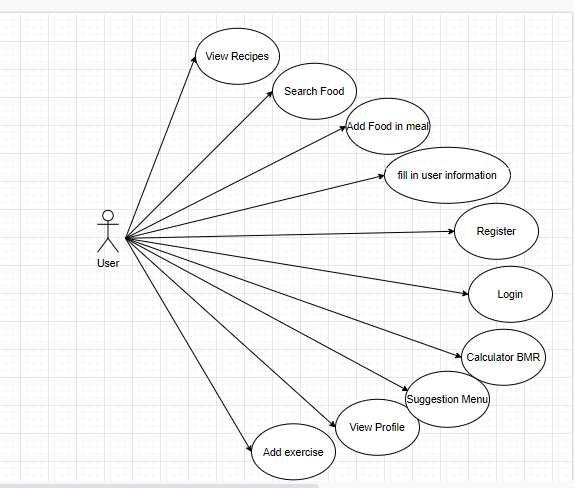 View Recipes
Search Food
Add Food in meal
fill in user information
Register
User
Login
Calculator BMR
Suggestion Menu
View Profile
Add exercise